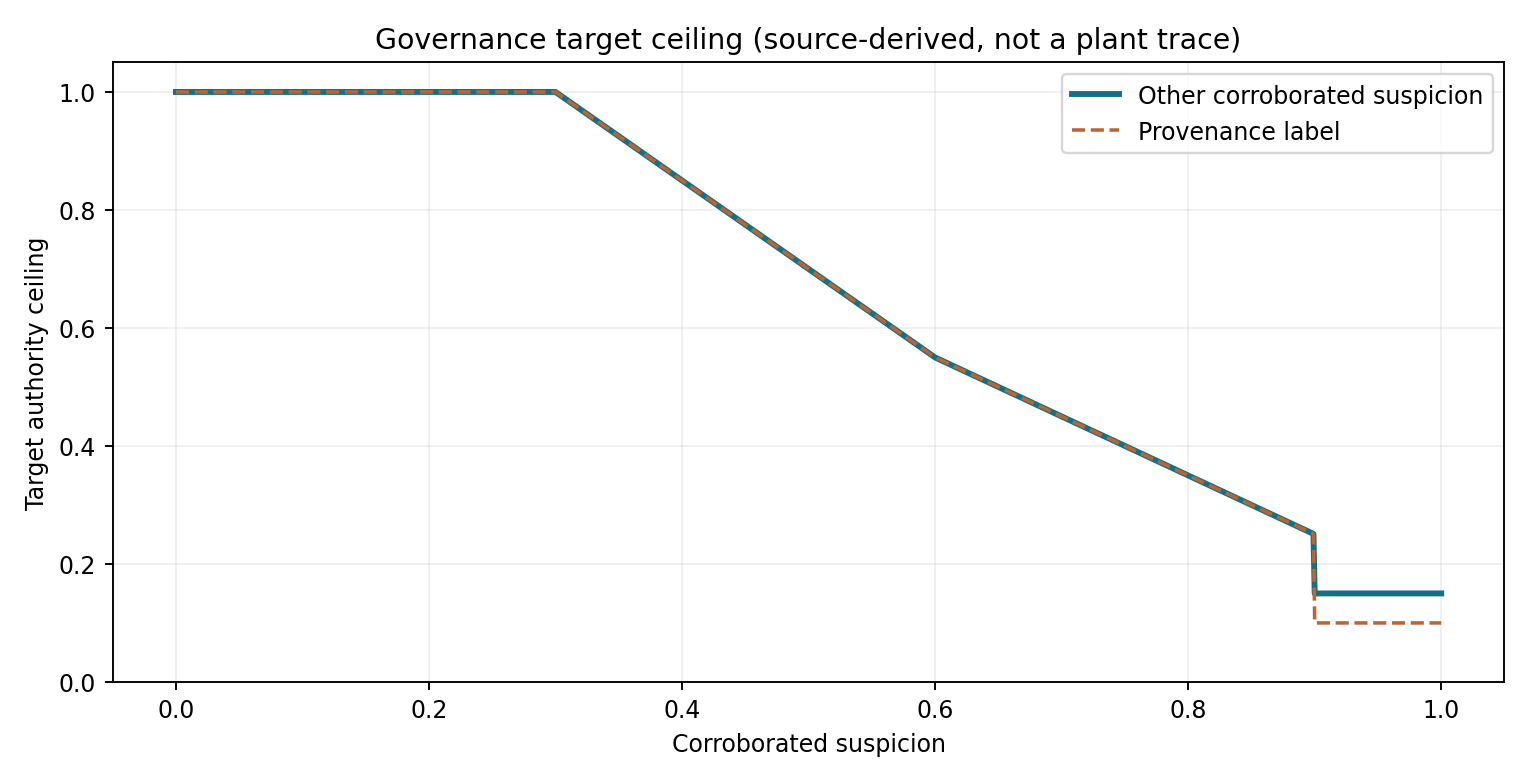 Governance target ceiling (source-derived, not a plant trace)
Other corroborated suspicion
Provenance label
Target authority ceiling
1.0
0.8
0.6
0.4
0.2
0.0
0.0 0.2 0.4 0.6 0.8 1.0
Corroborated suspicion